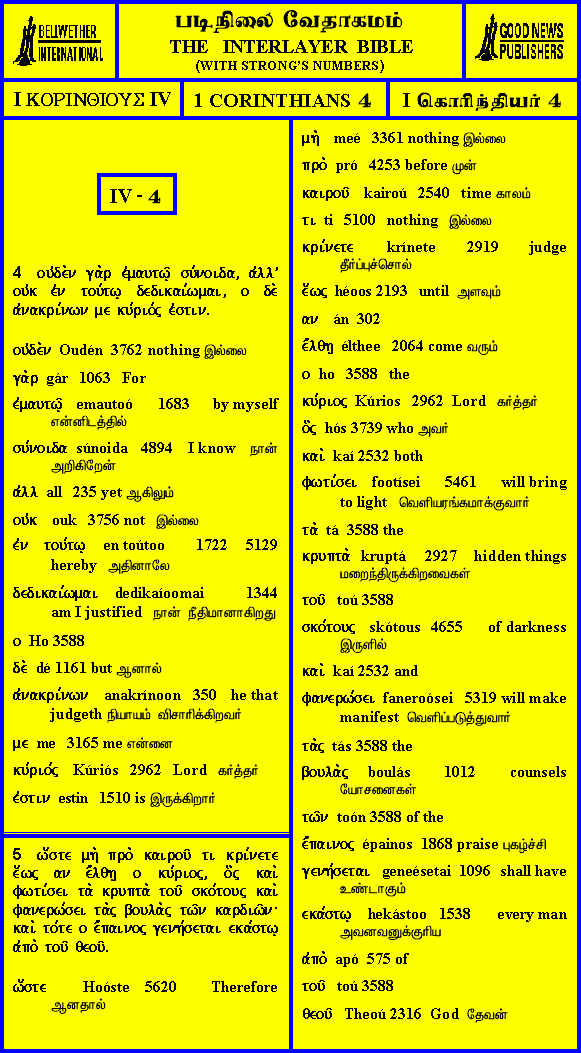 BELLWETHER
INTERNATIONAL
படிநிலை வேதாகமம்
THE INTERLAYER BIBLE
(WITH STRONG'S NUMBERS)
GOOD NEWS
PUBLISHERS
I ΚΟΡΙΝΘΙΟΥΣ IV
1 CORINTHIANS 4
I கொரிந்தியர் 4
IV - 4
4 οὐδὲν γὰρ ἐμαυτῷ σύνοιδα, ἀλλ’
οὐκ ἐν τούτῳ δεδικαίωμαι, ο δὲ
ἀνακρίνων με κύριός ἐστιν.
οὐδὲν Oudén 3762 nothing இல்லை
γὰρ gár 1063 For
ἐμαυτῷ emautoó 1683 by myself
என்னிடத்தில்
σύνοιδα súnoida 4894 I know நான்
அறிகிறேன்
ἀλλ all 235 yet ஆகிலும்
οὐκ ouk 3756 not இல்லை
ἐν τούτῳ en toútoo 1722 5129
hereby அதினாலே
δεδικαίωμαι dedikaíoomai 1344
am I justified நான் நீதிமானாகிறது
ο Ho 3588
δὲ dé 1161 but ஆனால்
ἀνακρίνων anakrínoon 350 he that
judgeth நியாயம் விசாரிக்கிறவர்
με me 3165 me என்னை
κύριός Kúriós 2962 Lord கர்த்தர்
ἐστιν estin 1510 is இருக்கிறார்
5 ὥστε μὴ πρὸ καιροῦ τι κρίνετε
ἕως αν ἔλθῃ ο κύριος, ὃς καὶ
φωτίσει τὰ κρυπτὰ τοῦ σκότους καὶ
φανερώσει τὰς βουλὰς τῶν καρδιῶν·
καὶ τότε ο ἔπαινος γενήσεται εκάστῳ
ἀπὸ τοῦ θεοῦ.
ὥστε Hoóste 5620 Therefore
ஆனதால்
μὴ meé 3361 nothing இல்லை
πρὸ pró 4253 before முன்
καιροῦ kairoú 2540 time காலம்
τι ti 5100 nothing இல்லை
κρίνετε krínete 2919 judge
தீர்ப்புச்சொல்
ἕως héoos 2193 until அளவும்
αν án 302
ἔλθῃ élthee 2064 come வரும்
ο ho 3588 the
κύριος Kúrios 2962 Lord கர்த்தர்
ὃς hós 3739 who அவர்
καὶ kaí 2532 both
φωτίσει footísei 5461 will bring
to light வெளியரங்கமாக்குவார்
τὰ tá 3588 the
κρυπτὰ kruptá 2927 hidden things
மறைந்திருக்கிறவைகள்
τοῦ toú 3588
σκότους skótous 4655 of darkness
இருளில்
καὶ kaí 2532 and
φανερώσει faneroósei 5319 will make
manifest வெளிப்படுத்துவார்
τὰς tás 3588 the
βουλὰς boulás 1012 counsels
யோசனைகள்
τῶν toón 3588 of the
ἔπαινος épainos 1868 praise புகழ்ச்சி
γενήσεται geneésetai 1096 shall have
உண்டாகும்
εκάστῳ hekástoo 1538 every man
அவனவனுக்குரிய
ἀπὸ apó 575 of
τοῦ toú 3588
θεοῦ Theoú 2316 God தேவன்